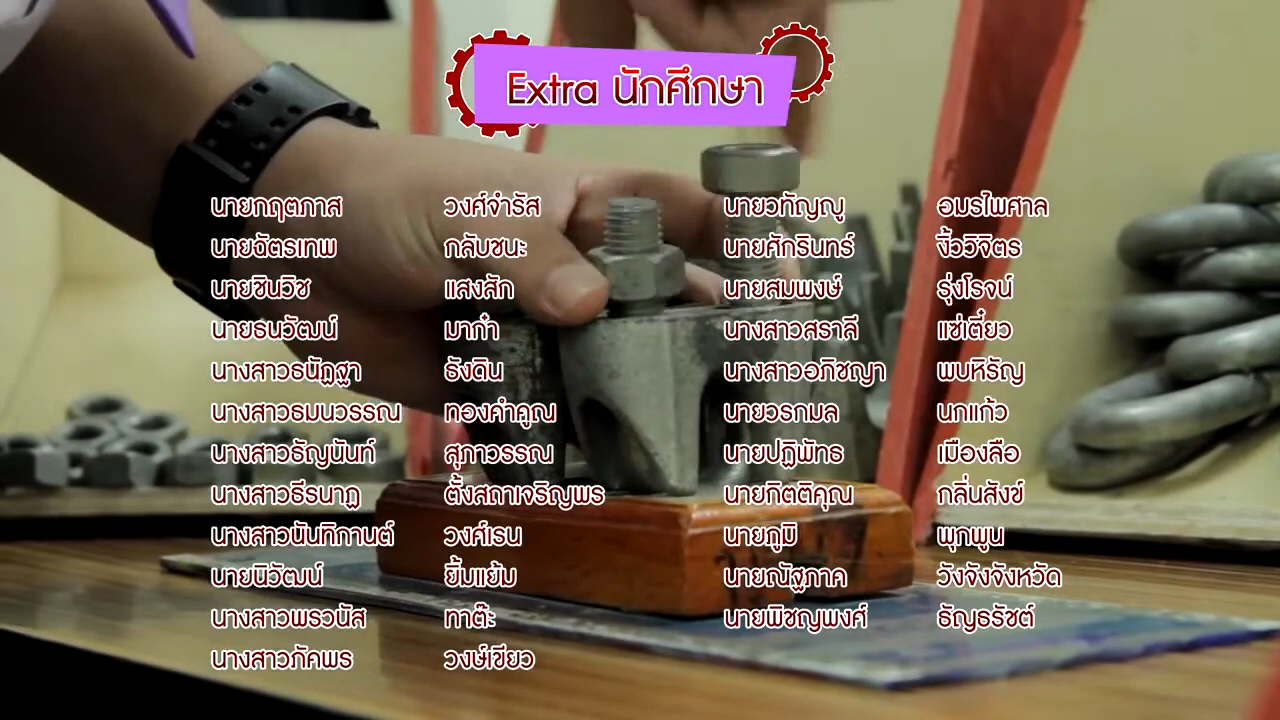 Extra นักศึกษา
นายกฤตภาส วงศ์จำรัส
นายฉัตรเทพ กลับชนะ
นายชินวิช แสงสัก
นายธนวัฒน์ มาก๋า
นางสาวธนัฏฐา ธังดิน
นางสาวธมนวรรณ ทองคำคูณ
นางสาวธัญนันท์ สุภาวรรณ
นางสาวธีรนาฏ ตั้งสถาเจริญพร
นางสาวนันทิกานต์ วงศ์เรน
นายนิวัฒน์ ยิ้มแย้ม
นางสาวพรวนัส ทาต๊ะ
นางสาวภัคพร วงษ์เขียว
นายวทัญญู อมรไพศาล
นายศักรินทร์ งิ้ววิจิตร
นายสมพงษ์ รุ่งโรจน์
นางสาวสราลี แซ่เตี๋ยว
นางสาวอภิชญา พบหิรัญ
นายวรกมล นกแก้ว
นายปฏิพัทธ เมืองลือ
นายกิตติคุณ กลิ่นสังข์
นายภูมิ พุกพูน
นายณัฐภาค วังจังจังหวัด
นายพิชญพงศ์ ธัญธรัชต์